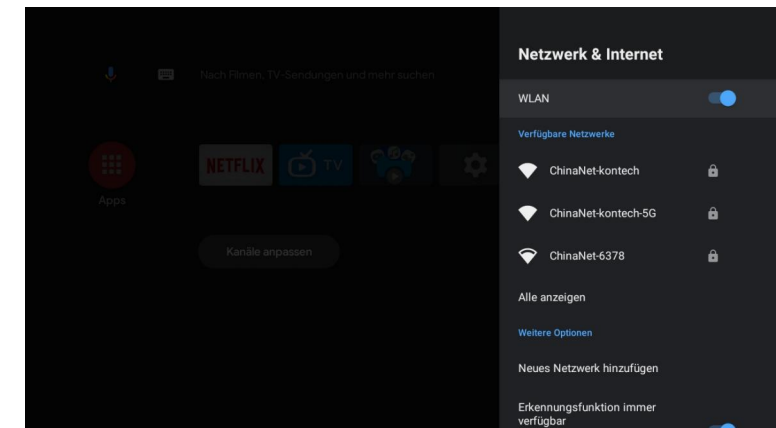 Nach Filmen, TV-Sendungen und mehr suchen
NETFLIX
TV
Apps
Kanäle anpassen
Netzwerk & Internet
WLAN
Verfügbare Netzwerke
ChinaNet-kontech
ChinaNet-kontech-5G
ChinaNet-6378
Alle anzeigen
Weitere Optionen
Neues Netzwerk hinzufügen
Erkennungsfunktion immer
verfügbar